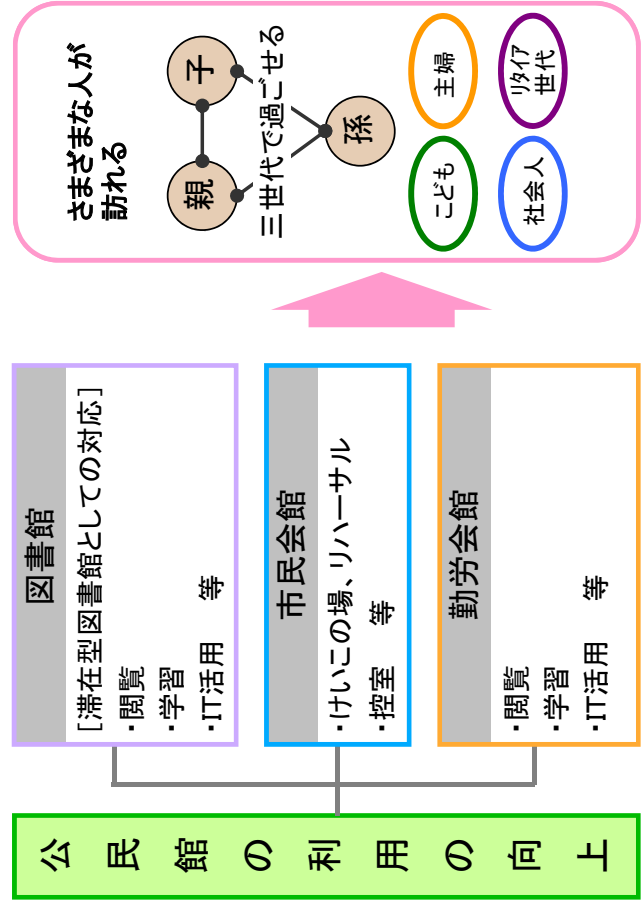 公民館の利用の向上
図書館
[滞在型図書館としての対応]
・閲覧
・学習
・IT活用　等
市民会館
・けいこの場、リハーサル
・控室　等
勤労会館
・閲覧
・学習
・IT活用　等
さまざまな人が
訪れる
親
子
三世代で過ごせる
孫
こども
主婦
社会人
リタイア
世代